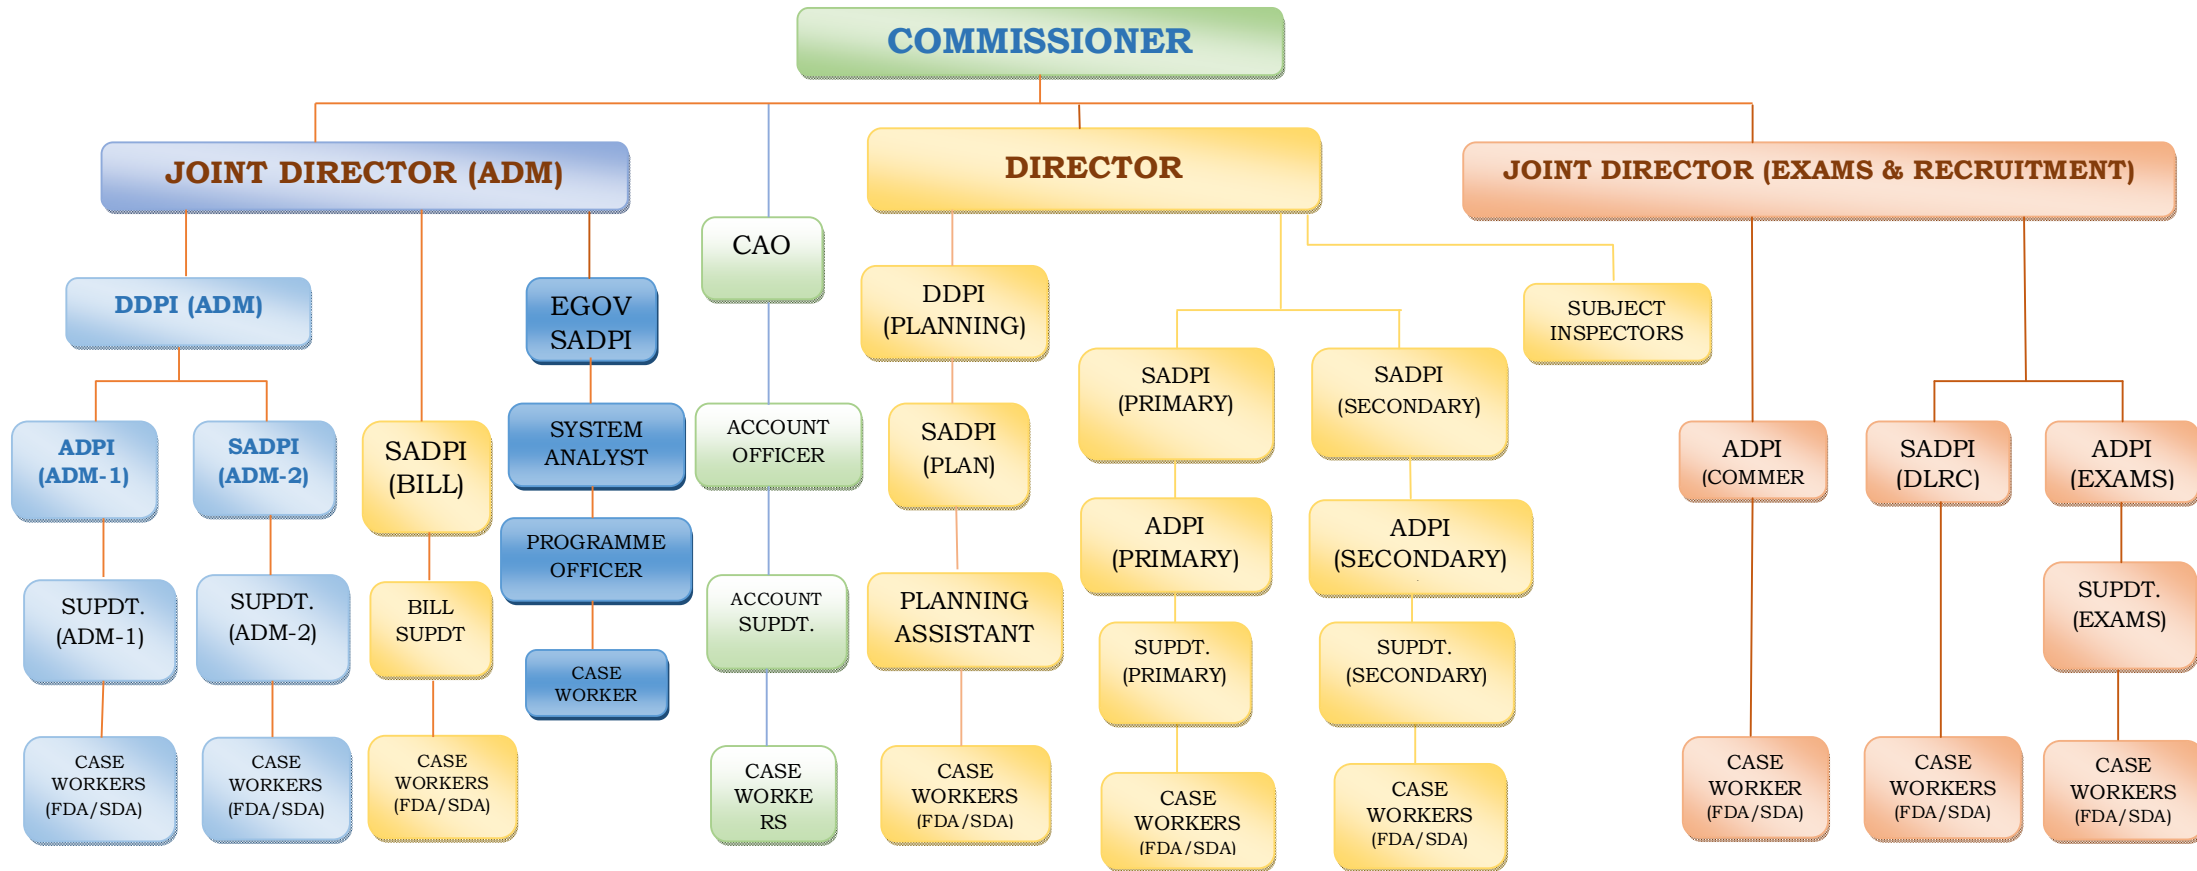 COMMISSIONER
JOINT DIRECTOR (ADM)
DIRECTOR
JOINT DIRECTOR (EXAMS & RECRUITMENT)
CAO
DDPI (ADM)
EGOV
SADPI
DDPI
(PLANNING)
SUBJECT
INSPECTORS
SADPI
(PRIMARY)
SADPI
(SECONDARY)
ADPI
(ADM-1)
SADPI
(ADM-2)
SADPI
(BILL)
SYSTEM
ANALYST
ACCOUNT
OFFICER
SADPI
(PLAN)
ADPI
(COMMER
SADPI
(DLRC)
ADPI
(EXAMS)
PROGRAMME
OFFICER
ADPI
(PRIMARY)
ADPI
(SECONDARY)
SUPDT.
(ADM-1)
SUPDT.
(ADM-2)
BILL
SUPDT
ACCOUNT
SUPDT.
PLANNING
ASSISTANT
SUPDT.
(EXAMS)
CASE
WORKER
SUPDT.
(PRIMARY)
SUPDT.
(SECONDARY)
CASE
WORKERS
(FDA/SDA)
CASE
WORKERS
(FDA/SDA)
CASE
WORKERS
(FDA/SDA)
CASE
WORKE
RS
CASE
WORKERS
(FDA/SDA)
CASE
WORKERS
(FDA/SDA)
CASE
WORKERS
(FDA/SDA)
CASE
WORKER
(FDA/SDA)
CASE
WORKERS
(FDA/SDA)
CASE
WORKERS
(FDA/SDA)